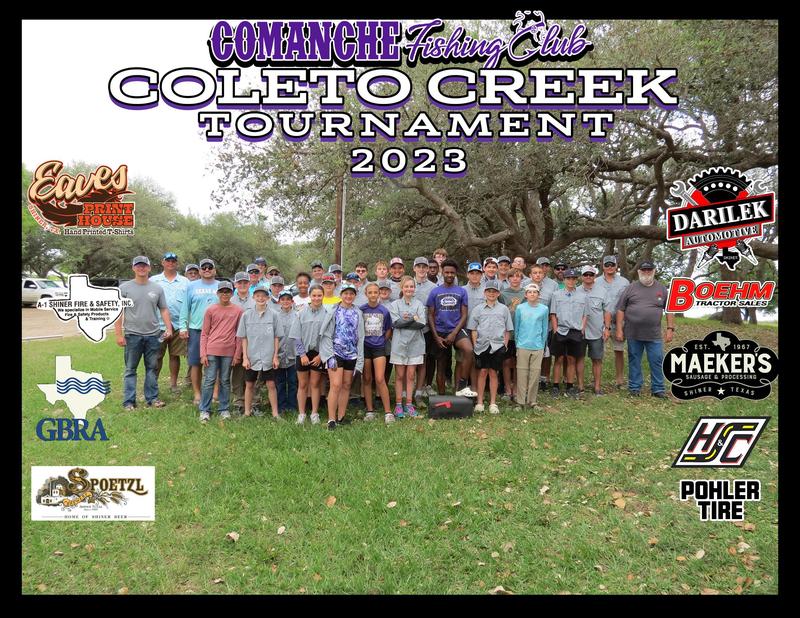 COMANCHE Fishing Club
COLETO CREEK
TOURNAMENT
2023
Eaves
PRINT
HOUSE
Hand Printed T-Shirts
A-1 SHINER FIRE & SAFETY, INC.
We specialize in Mobile Service
Fire & Safety Products
& Training
GBRA
SPOETZL
HOME OF SHINER BEER
DARILEK
AUTOMOTIVE
SHINER
BOEHM
TRACTOR SALES
EST. 1967
MAEKER'S
SAUSAGE & PROCESSING
SHINER TEXAS
H&C
POHLER
TIRE